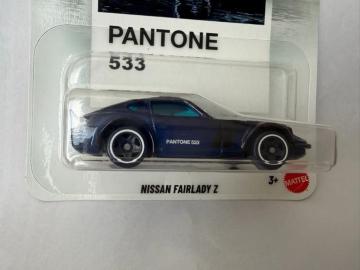 PANTONE
533
PANTONE 533
NISSAN FAIRLADY Z
3+
MATTEL